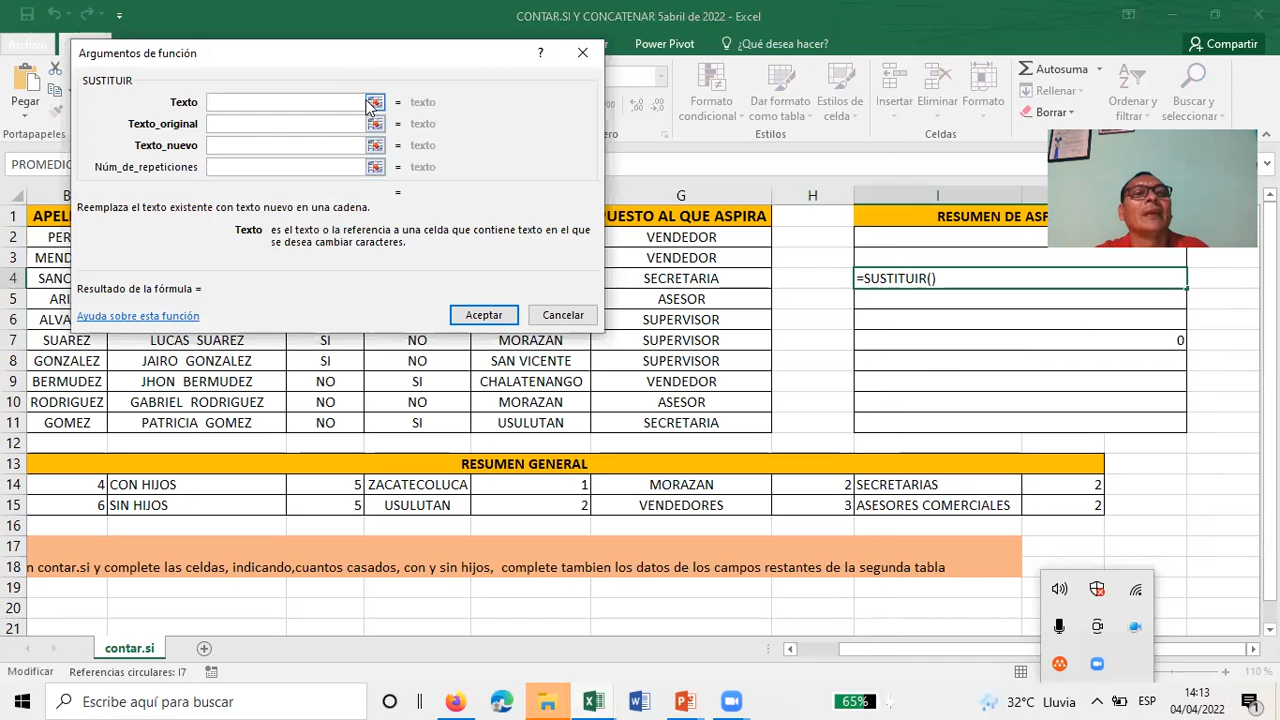 CONTAR.SI Y CONCATENAR 5abril de 2022 - Excel
Archivo
Power Pivot
¿Qué desea hacer?
Compartir
Pegar
Portapapeles
Formato condicional
Dar formato como tabla
Estilos de celda
Estilos
Insertar
Eliminar
Formato
Celdas
Autosuma
Borrar
Ordenar y
Buscar y seleccionar
PROMEDIO
Argumentos de función
?
SUSTITUIR
Texto = texto
Texto_original = texto
Texto_nuevo = texto
Núm_de_repeticiones = texto
=
Reemplaza el texto existente con texto nuevo en una cadena.
Texto es el texto o la referencia a una celda que contiene texto en el que
se desea cambiar caracteres.
Resultado de la fórmula =
Ayuda sobre esta función
Aceptar
Cancelar
B G H I
1 APELL PUESTO AL QUE ASPIRA RESUMEN DE ASP
2 PER VENDEDOR
3 MEND VENDEDOR
4 SANC SECRETARIA =SUSTITUIR()
5 ARI ASESOR
6 ALVA SUPERVISOR
7 SUAREZ LUCAS SUAREZ SI NO MORAZAN SUPERVISOR 0
8 GONZALEZ JAIRO GONZALEZ SI NO SAN VICENTE SUPERVISOR
9 BERMUDEZ JHON BERMUDEZ NO SI CHALATENANGO VENDEDOR
10 RODRIGUEZ GABRIEL RODRIGUEZ NO NO MORAZAN ASESOR
11 GOMEZ PATRICIA GOMEZ NO SI USULUTAN SECRETARIA
12
13 RESUMEN GENERAL
14 4 CON HIJOS 5 ZACATECOLUCA 1 MORAZAN 2 SECRETARIAS 2
15 6 SIN HIJOS 5 USULUTAN 2 VENDEDORES 3 ASESORES COMERCIALES 2
16
17
18 n contar.si y complete las celdas, indicando,cuantos casados, con y sin hijos, complete tambien los datos de los campos restantes de la segunda tabla
19
20
21
contar.si
Modificar
Referencias circulares: I7
110 %
Escribe aquí para buscar
65%
32°C Lluvia
ESP
14:13
04/04/2022
1